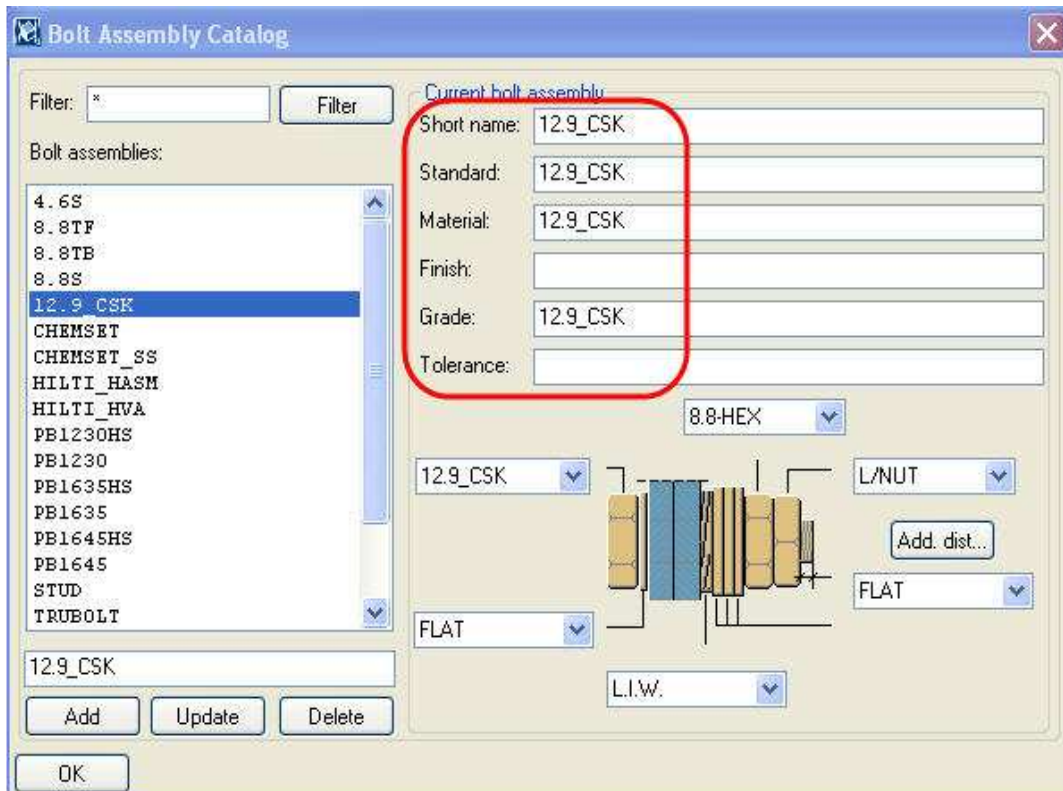 Bolt Assembly Catalog
Filter: * Filter
Bolt assemblies:
4.6S
8.8TF
8.8TB
8.8S
12.9_CSK
CHEMSET
CHEMSET_SS
HILTI_HASM
HILTI_HVA
PB1230HS
PB1230
PB1635HS
PB1635
PB1645HS
PB1645
STUD
TRUBOLT
12.9_CSK
Add Update Delete
OK
Current bolt assembly
Short name: 12.9_CSK
Standard: 12.9_CSK
Material: 12.9_CSK
Finish:
Grade: 12.9_CSK
Tolerance:
8.8-HEX
12.9_CSK L/NUT
Add. dist...
FLAT
FLAT
L.I.W.